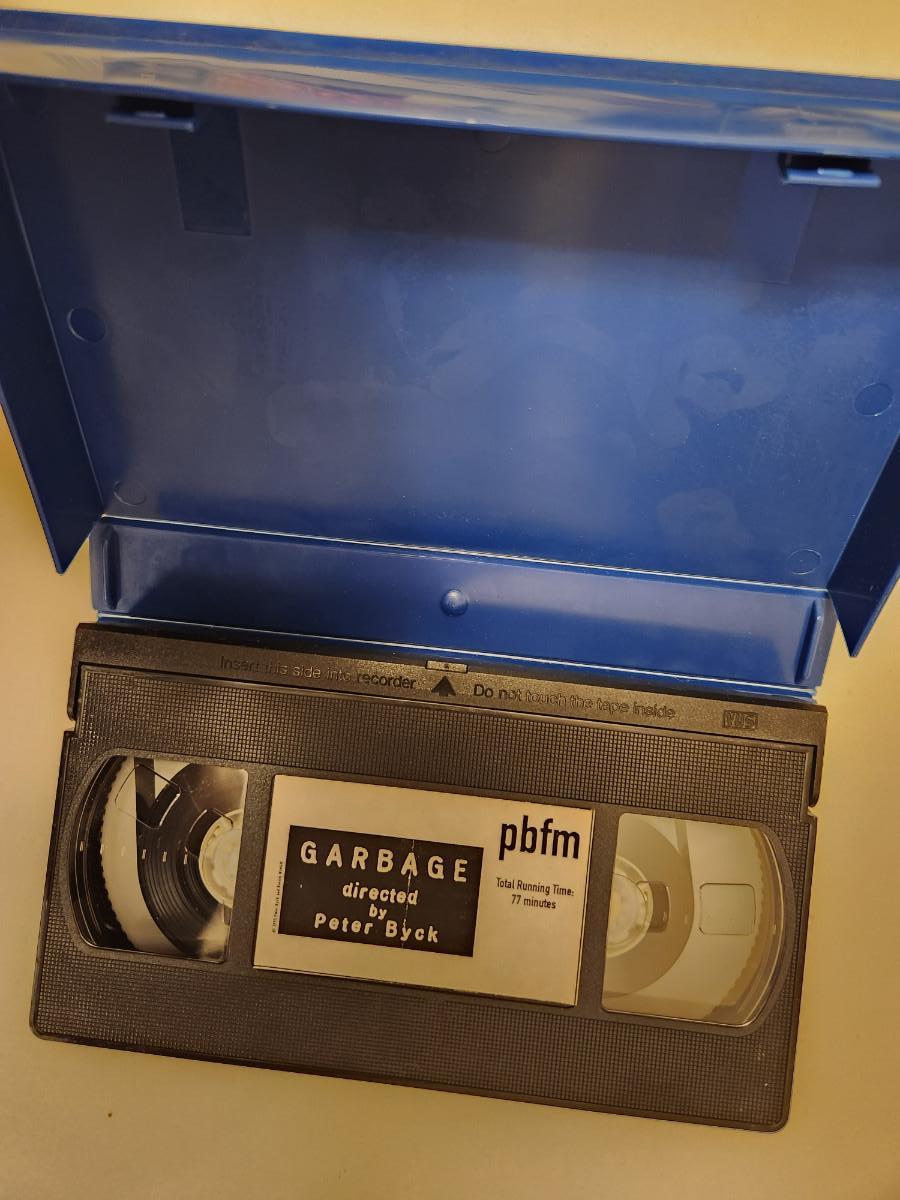 Insert this side into recorder
Do not touch the tape inside
VHS
GARBAGE
directed
by
Peter Byck
pbfm
Total Running Time:
77 minutes